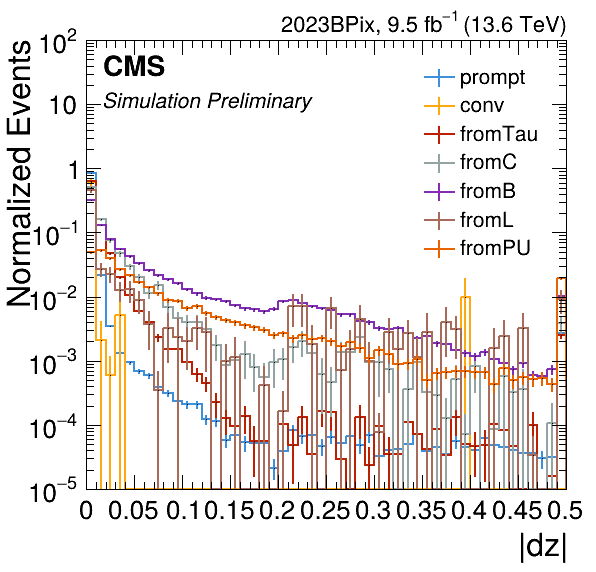 2023BPix, 9.5 fb⁻¹ (13.6 TeV)
CMS
Simulation Preliminary
prompt
conv
fromTau
fromC
fromB
fromL
fromPU
Normalized Events
10²
10
1
10⁻¹
10⁻²
10⁻³
10⁻⁴
10⁻⁵
0 0.05 0.1 0.15 0.2 0.25 0.3 0.35 0.4 0.45 0.5
|dz|